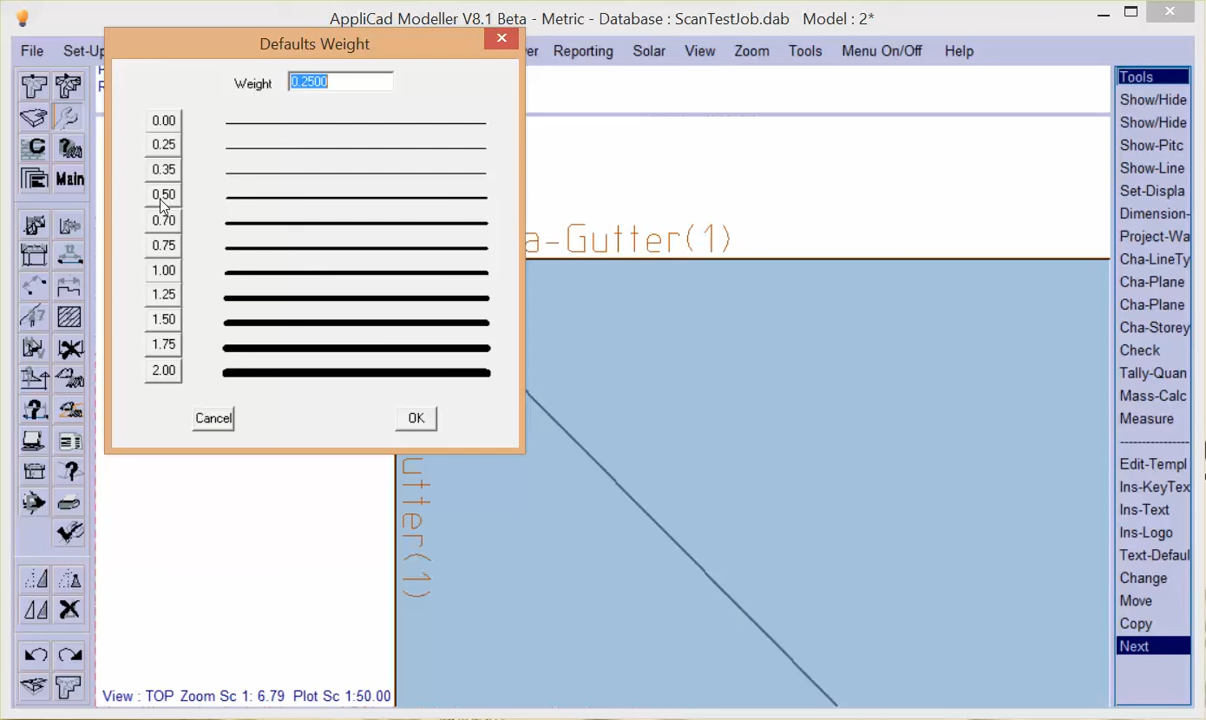 AppliCad Modeller V8.1 Beta - Metric - Database : ScanTestJob.dab Model : 2*
File
Set-Up
Reporting
Solar
View
Zoom
Tools
Menu On/Off
Help
Defaults Weight
Weight
0.2500
0.00
0.25
0.35
0.50
0.70
0.75
1.00
1.25
1.50
1.75
2.00
Cancel
OK
Main
a-Gutter(1)
utter(1)
View : TOP Zoom Sc 1: 6.79 Plot Sc 1:50.00
Tools
Show/Hide
Show/Hide
Show-Pitc
Show-Line
Set-Displa
Dimension-
Project-Wa
Cha-LineTy
Cha-Plane
Cha-Plane
Cha-Storey
Check
Tally-Quan
Mass-Calc
Measure
Edit-Templ
Ins-KeyTex
Ins-Text
Ins-Logo
Text-Defaul
Change
Move
Copy
Next